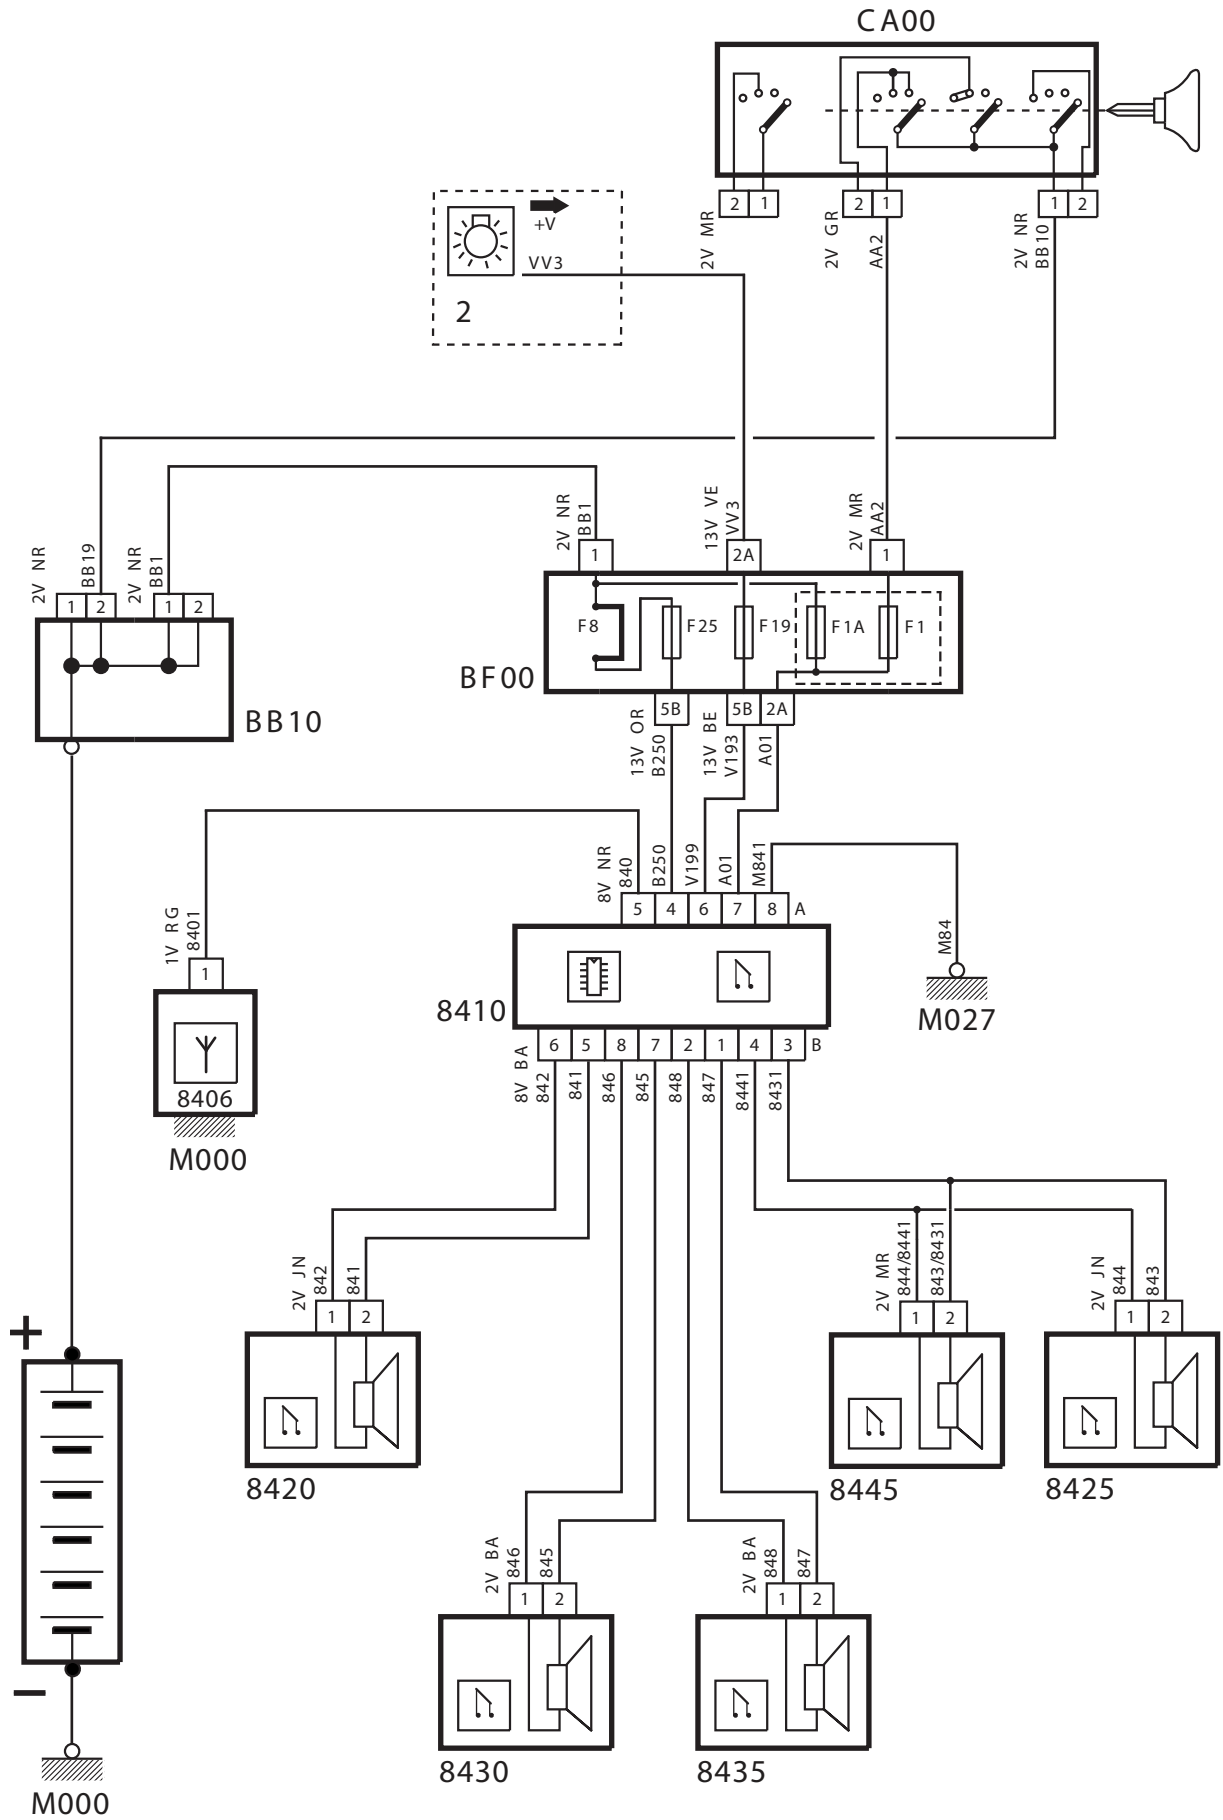 CA00
2 1
2 1
1 2
2V MR
2V GR
AA2
2V NR
BB10
+V
VV3
2
2V NR
BB19
2V NR
BB1
2V NR
BB1
13V VE
VV3
2V MR
AA2
1 2
1 2
1
2A
1
F8
F25
F19
F1A
F1
BF00
BB10
5B
5B 2A
13V OR
B250
13V BE
V193
A01
8V NR
840
B250
V199
A01
M841
5 4 6 7 8 A
1V RG
8401
1
M84
M027
8410
8406
M000
6 5 8 7 2 1 4 3 B
8V BA
842
841
846
845
848
847
8441
8431
2V JN
842
841
2V MR
844/8441
843/8431
2V JN
844
843
1 2
1 2
1 2
+
8420
8445
8425
2V BA
846
845
2V BA
848
847
1 2
1 2
–
8430
8435
M000